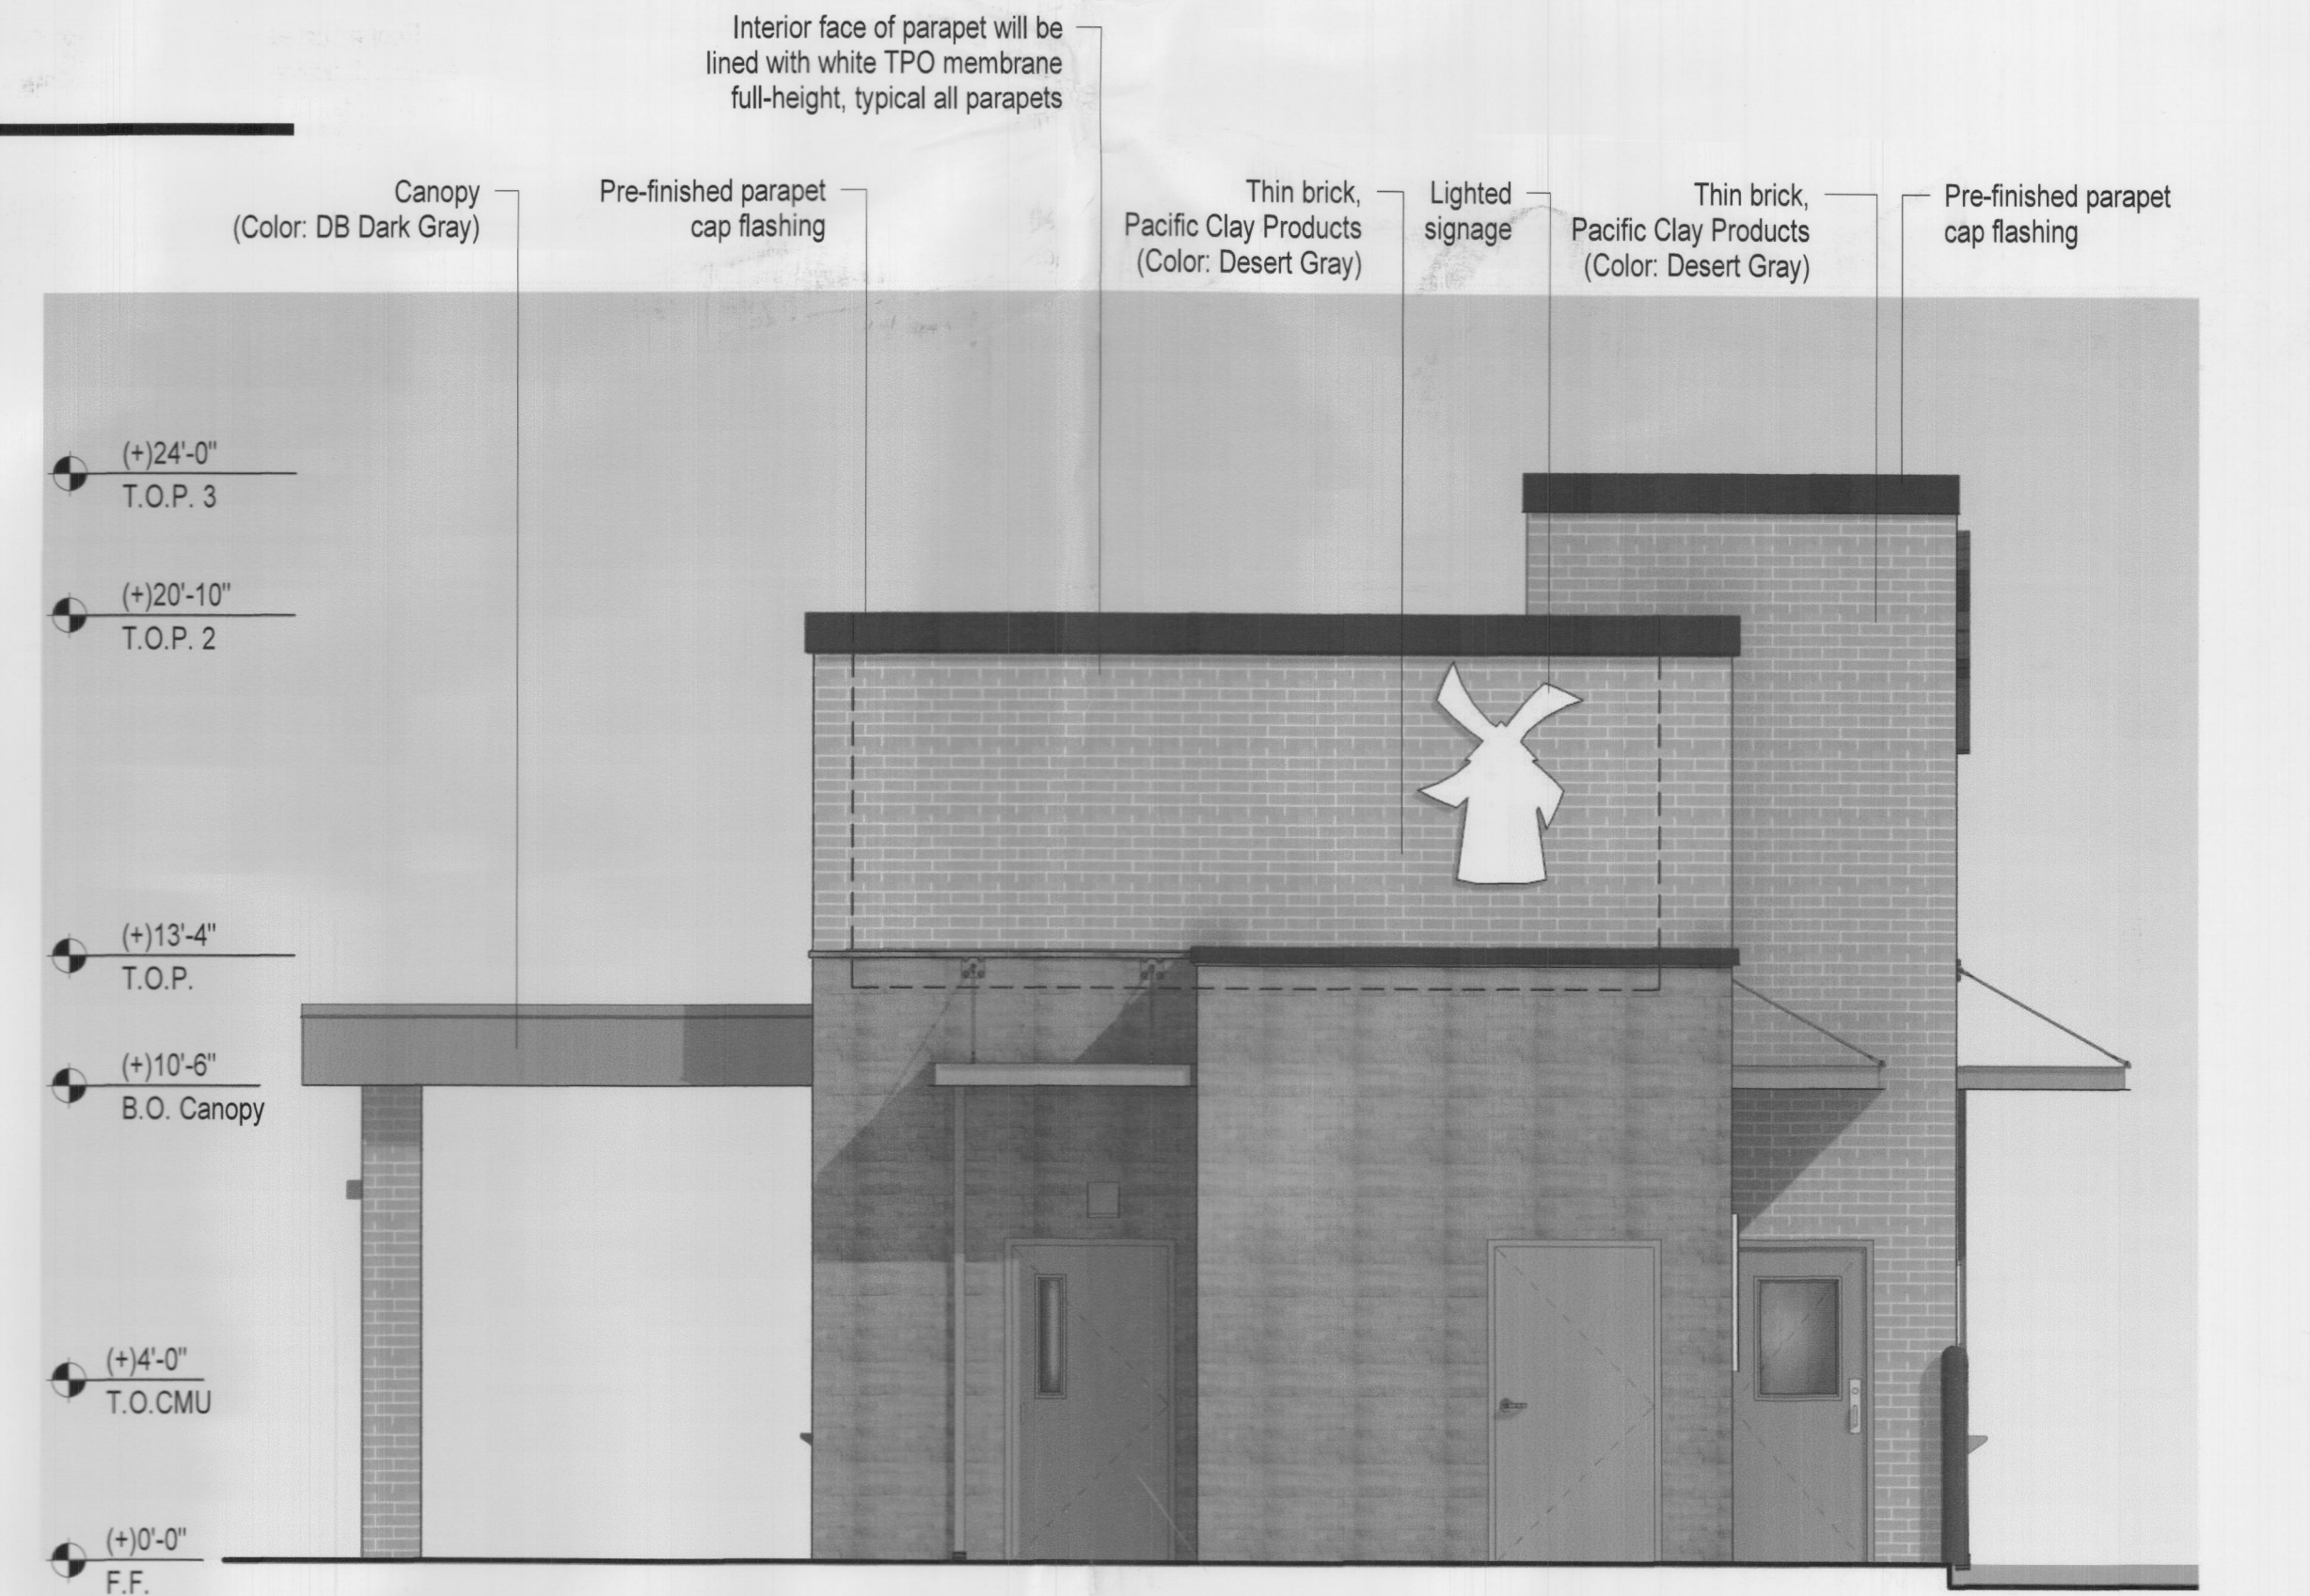 Interior face of parapet will be
lined with white TPO membrane
full-height, typical all parapets
Canopy
(Color: DB Dark Gray)
Pre-finished parapet
cap flashing
Thin brick,
Pacific Clay Products
(Color: Desert Gray)
Lighted
signage
Thin brick,
Pacific Clay Products
(Color: Desert Gray)
Pre-finished parapet
cap flashing
(+)24'-0"
T.O.P. 3
(+)20'-10"
T.O.P. 2
(+)13'-4"
T.O.P.
(+)10'-6"
B.O. Canopy
(+)4'-0"
T.O.CMU
(+)0'-0"
F.F.